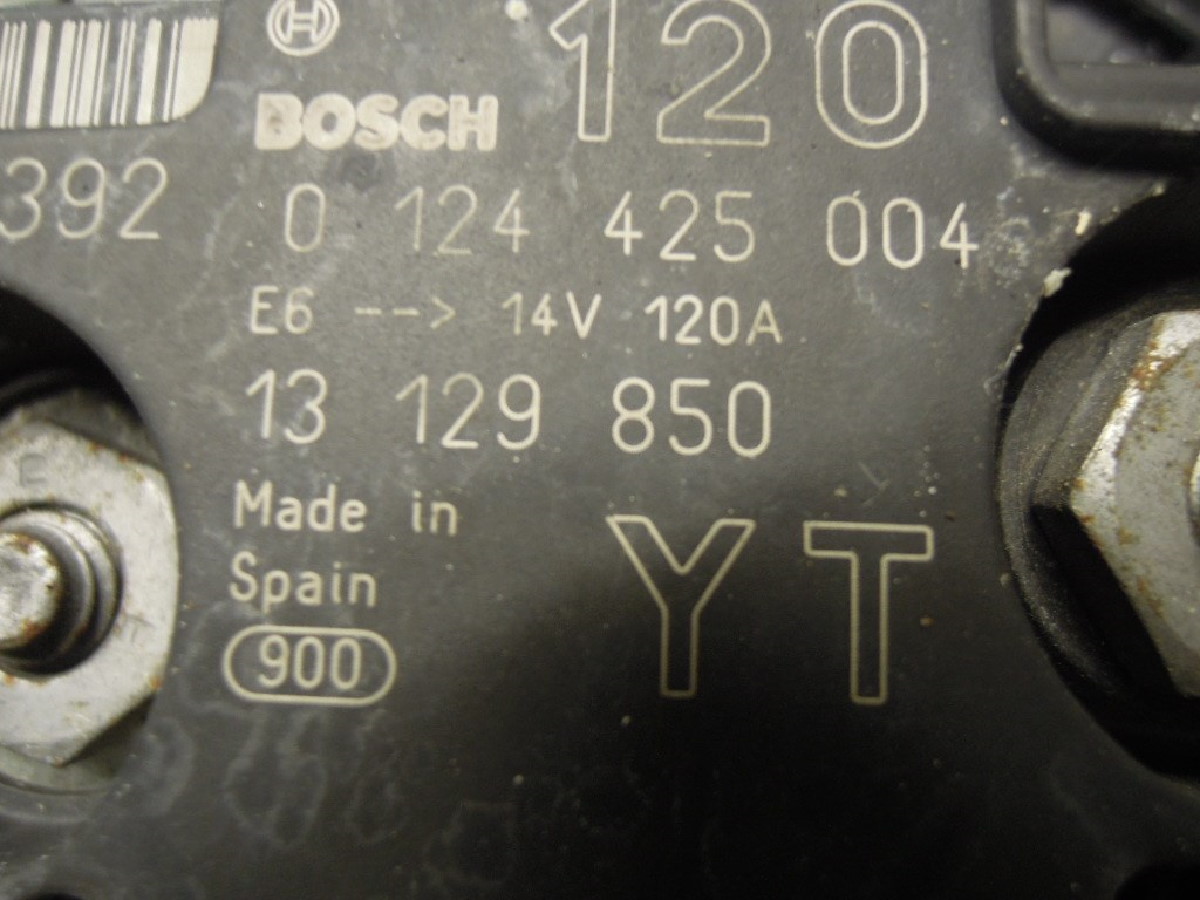 120
BOSCH
392 0 124 425 004
E6 --> 14V 120A
13 129 850
Made in
Spain
900
YT